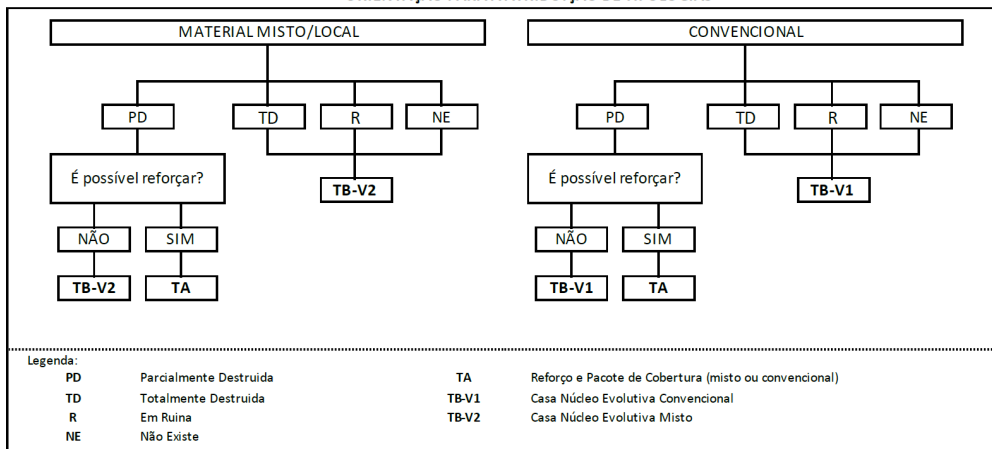 MATERIAL MISTO/LOCAL
CONVENCIONAL
PD
TD
R
NE
PD
TD
R
NE
É possível reforçar?
TB-V2
É possível reforçar?
TB-V1
NÃO
SIM
NÃO
SIM
TB-V2
TA
TB-V1
TA
Legenda:
PD Parcialmente Destruida TA Reforço e Pacote de Cobertura (misto ou convencional)
TD Totalmente Destruida TB-V1 Casa Núcleo Evolutiva Convencional
R Em Ruina TB-V2 Casa Núcleo Evolutiva Misto
NE Não Existe